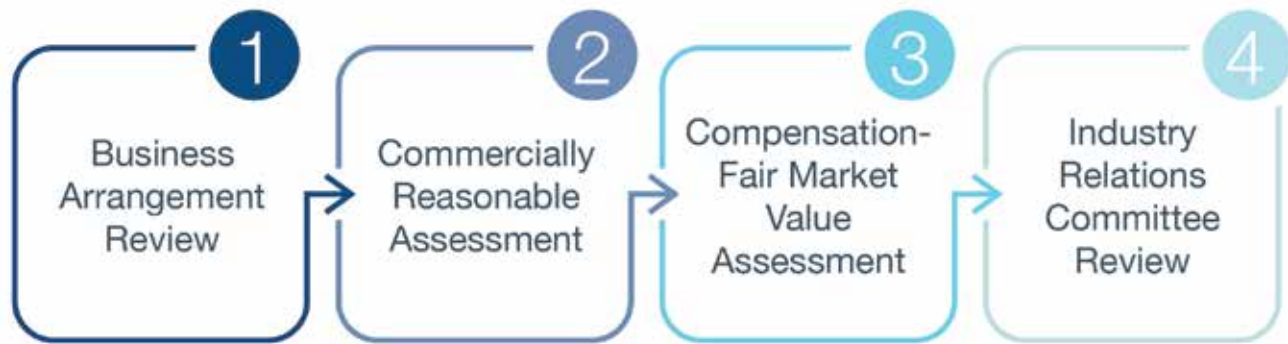 1
Business
Arrangement
Review
2
Commercially
Reasonable
Assessment
3
Compensation-
Fair Market
Value
Assessment
4
Industry
Relations
Committee
Review